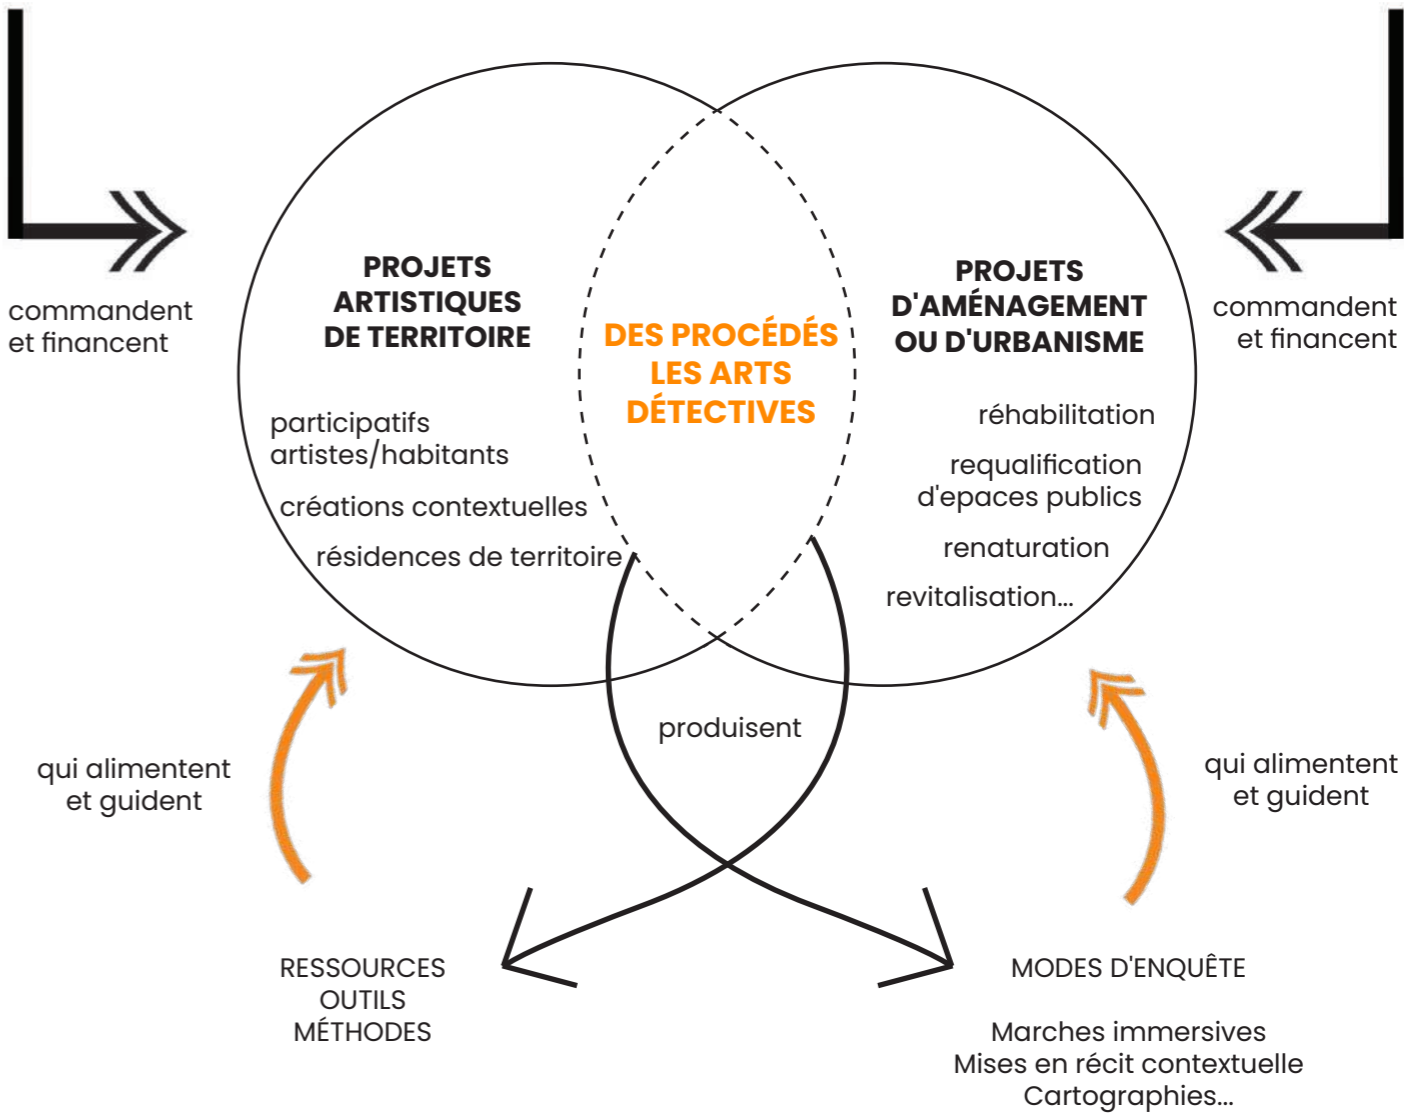 commandent
et financent
PROJETS
ARTISTIQUES
DE TERRITOIRE
participatifs
artistes/habitants
créations contextuelles
résidences de territoire
DES PROCÉDÉS
LES ARTS
DÉTECTIVES
PROJETS
D'AMÉNAGEMENT
OU D'URBANISME
réhabilitation
requalification
d'epaces publics
renaturation
revitalisation...
commandent
et financent
produisent
qui alimentent
et guident
qui alimentent
et guident
RESSOURCES
OUTILS
MÉTHODES
MODES D'ENQUÊTE
Marches immersives
Mises en récit contextuelle
Cartographies...